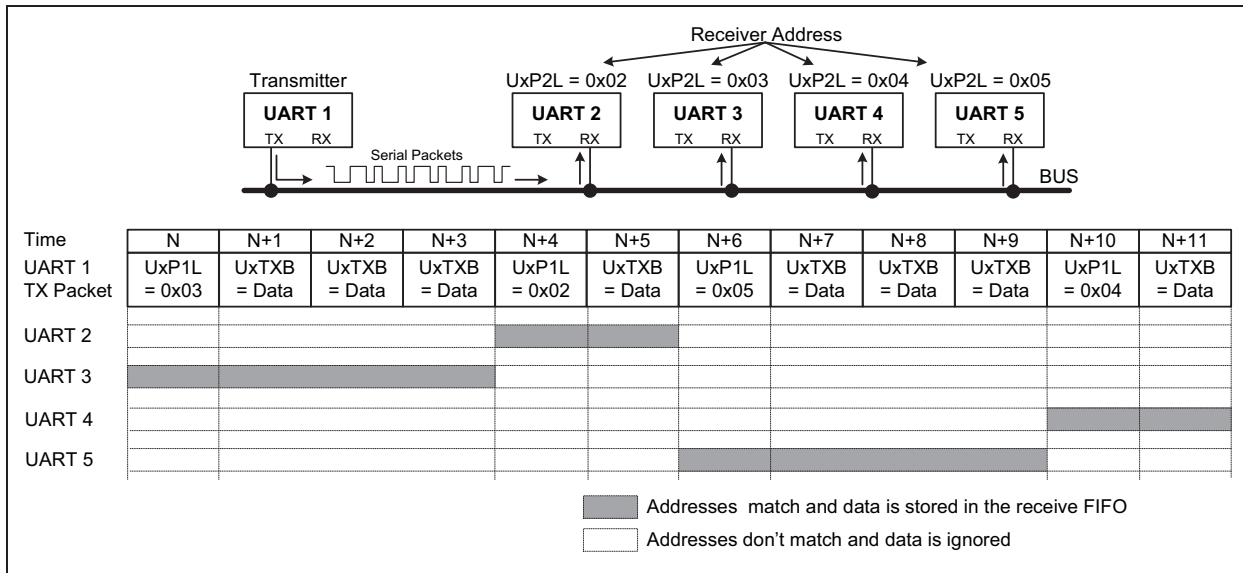 Receiver Address
Transmitter
UxP2L = 0x02 UxP2L = 0x03 UxP2L = 0x04 UxP2L = 0x05
UART 1 UART 2 UART 3 UART 4 UART 5
TX RX TX RX TX RX TX RX TX RX
Serial Packets
BUS
Time N N+1 N+2 N+3 N+4 N+5 N+6 N+7 N+8 N+9 N+10 N+11
UART 1 UxP1L UxTXB UxTXB UxTXB UxP1L UxTXB UxP1L UxTXB UxTXB UxTXB UxP1L UxTXB
TX Packet = 0x03 = Data = Data = Data = 0x02 = Data = 0x05 = Data = Data = Data = 0x04 = Data
UART 2
UART 3
UART 4
UART 5
Addresses match and data is stored in the receive FIFO
Addresses don't match and data is ignored